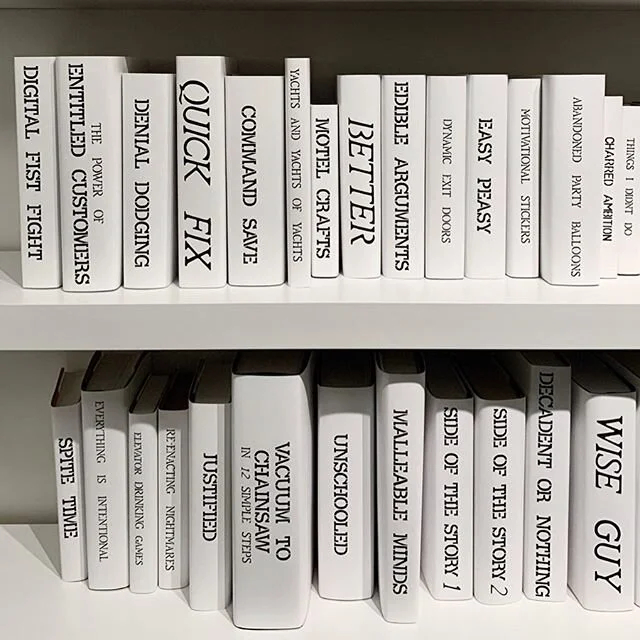 DIGITAL FIST FIGHT
THE POWER OF
ENTITLED CUSTOMERS
DENIAL DODGING
QUICK FIX
COMMAND SAVE
YACHTS AND YACHTS OF YACHTS
MOTEL CRAFTS
BETTER
EDIBLE ARGUMENTS
DYNAMIC EXIT DOORS
EASY PEASY
MOTIVATIONAL STICKERS
ABANDONED PARTY BALLOONS
CHARRED AMBITION
THINGS I DIDNT DO
SPITE TIME
EVERYTHING IS INTENTIONAL
ELEVATOR DRINKING GAMES
RE-ENACTING NIGHTMARES
JUSTIFIED
VACUUM TO
CHAINSAW
IN 12 SIMPLE STEPS
UNSCHOOLED
MALLEABLE MINDS
SIDE OF THE STORY 1
SIDE OF THE STORY 2
DECADENT OR NOTHING
WISE GUY